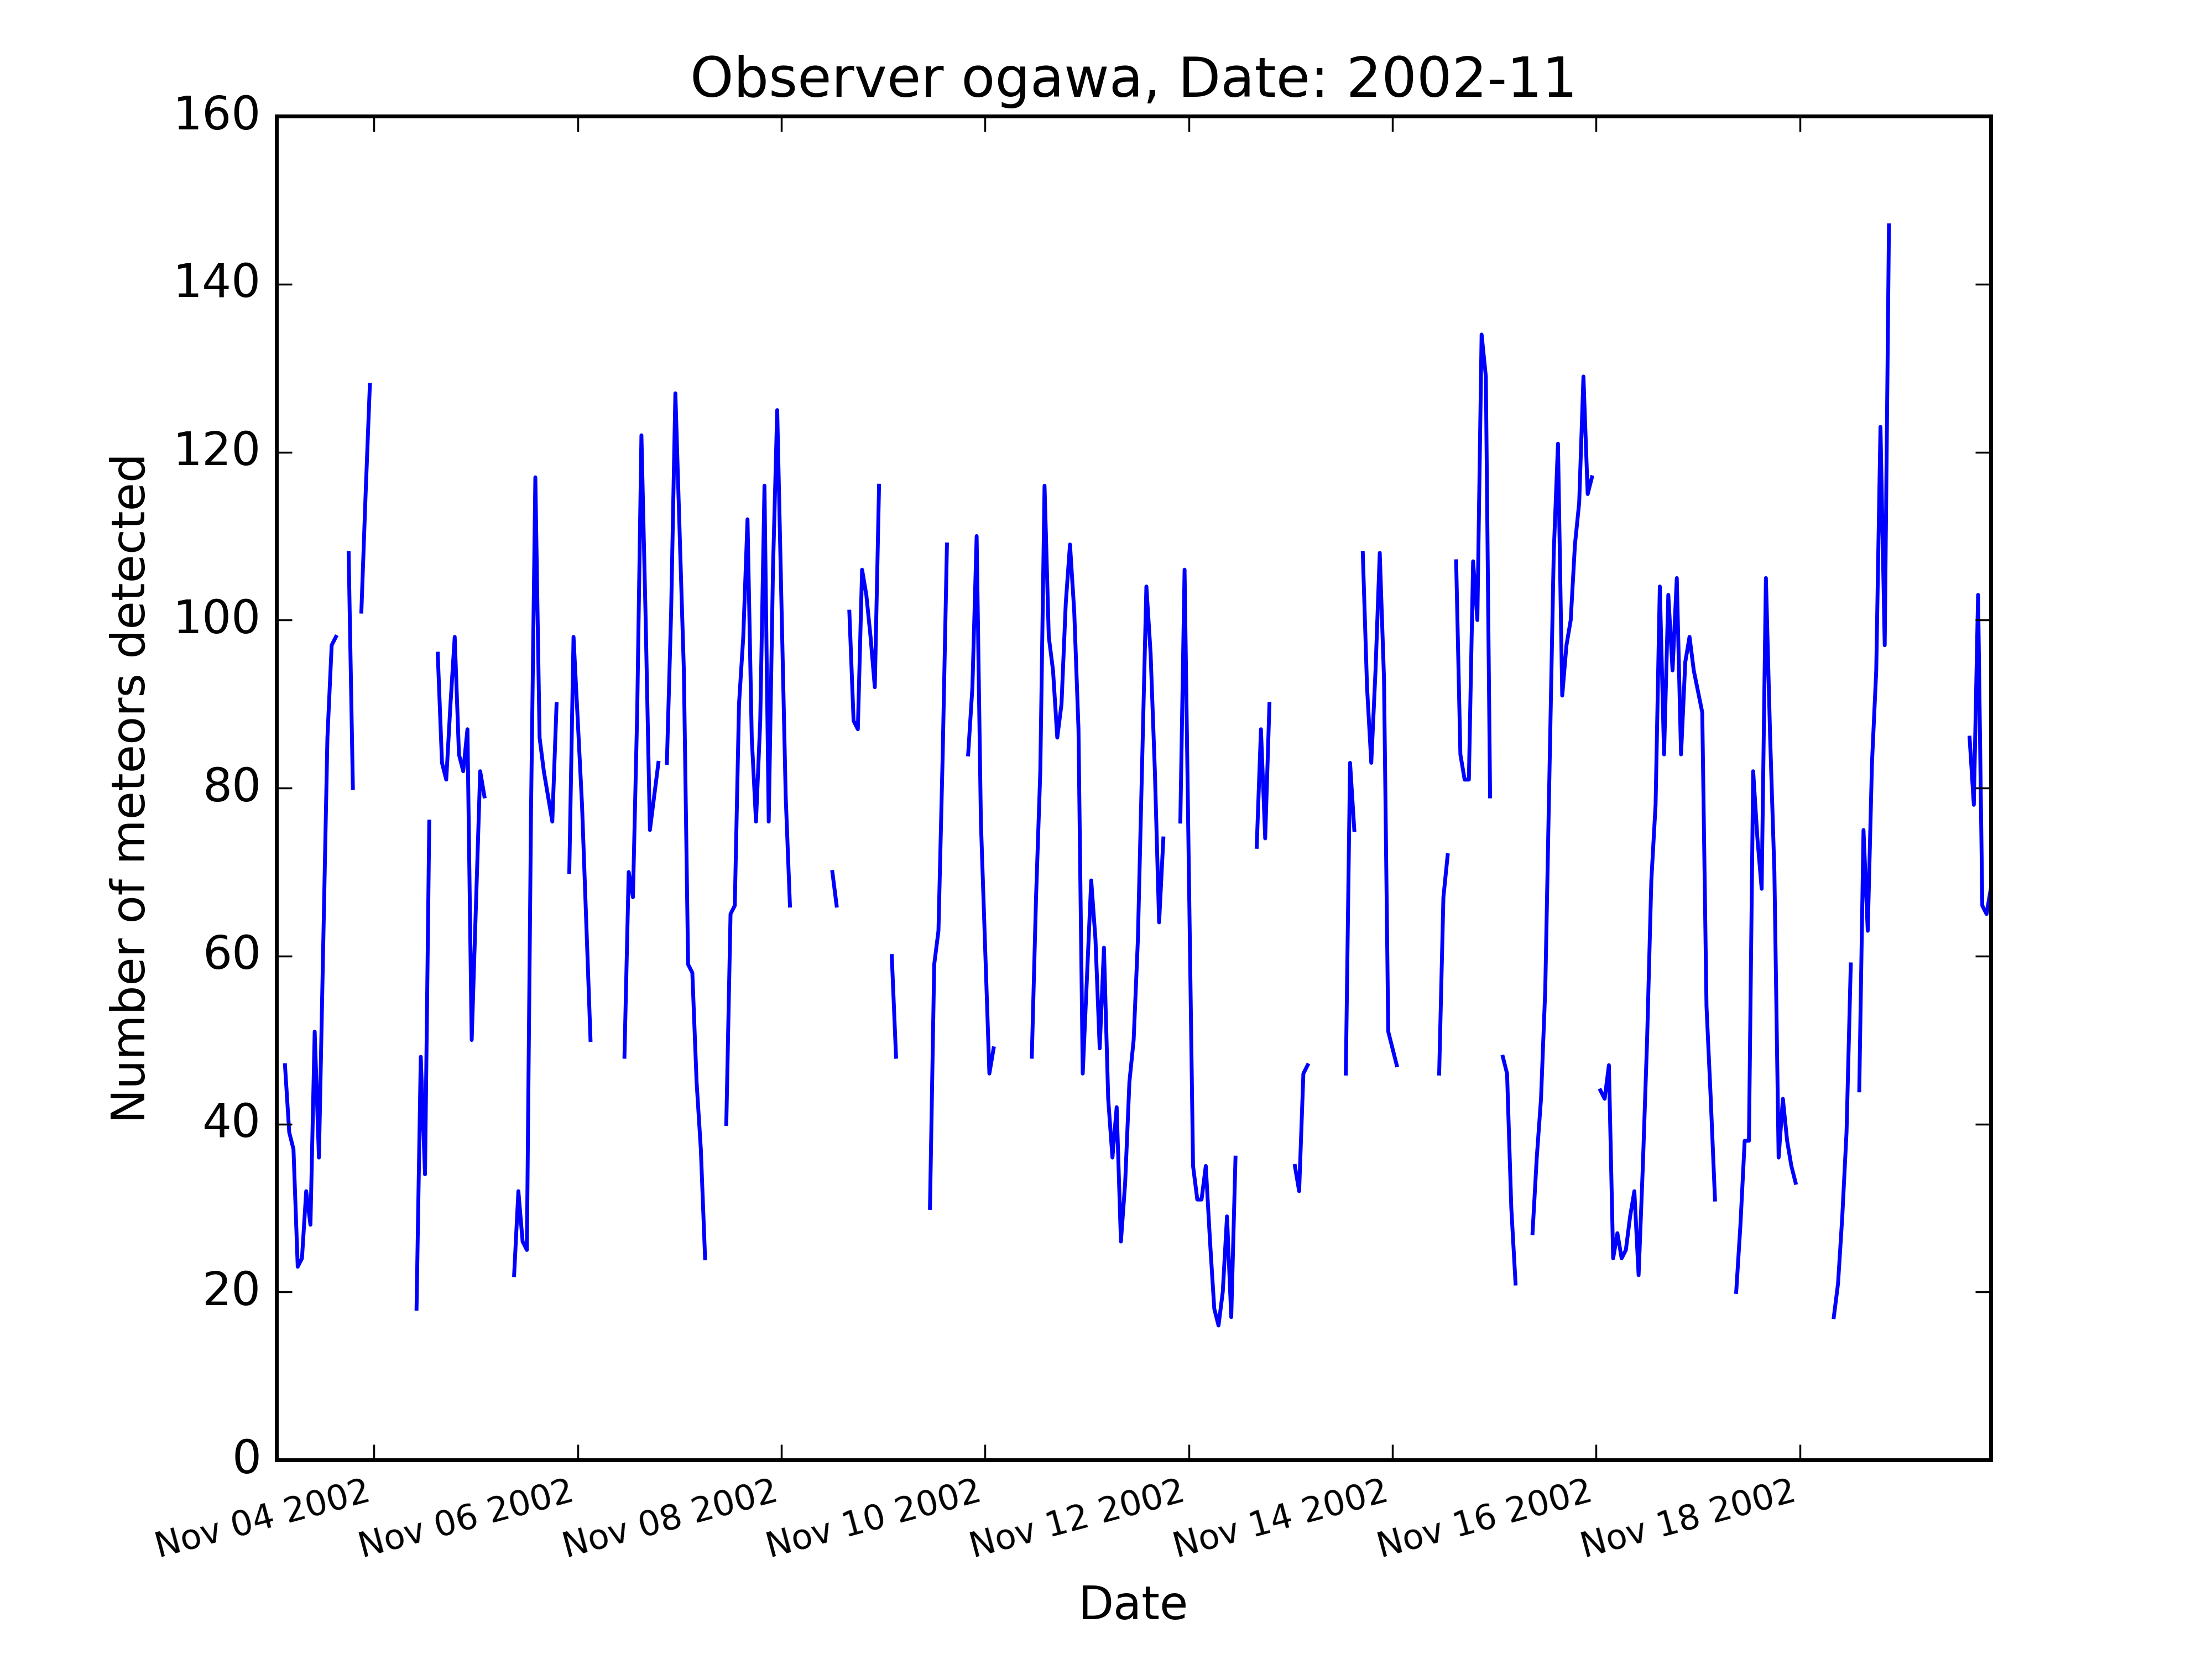 Observer ogawa, Date: 2002-11
160
140
120
100
80
60
40
20
0
Number of meteors detected
Nov 04 2002
Nov 06 2002
Nov 08 2002
Nov 10 2002
Nov 12 2002
Nov 14 2002
Nov 16 2002
Nov 18 2002
Date